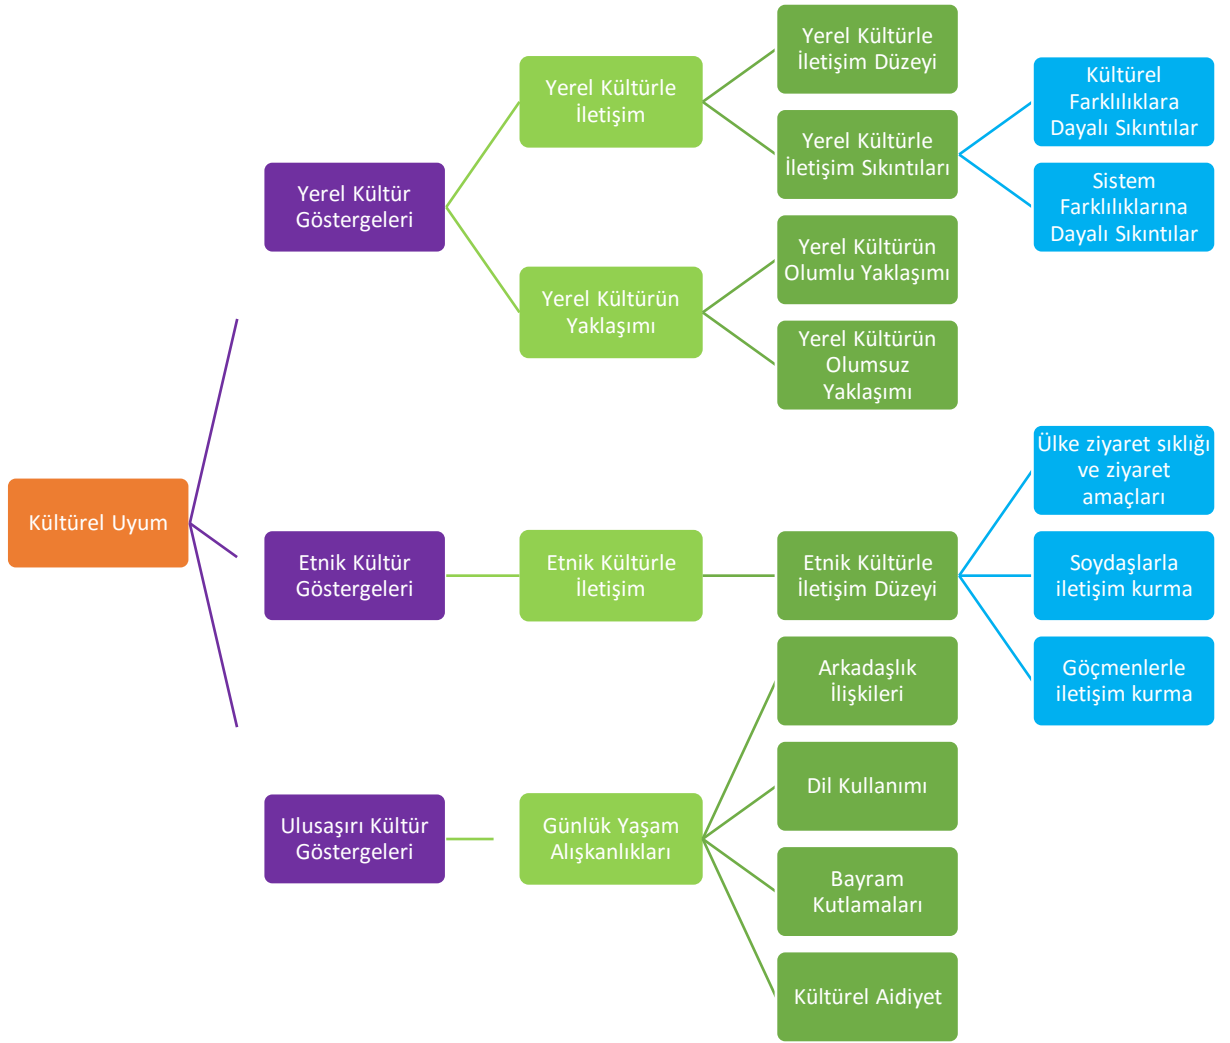 Kültürel Uyum
Yerel Kültür
Göstergeleri
Yerel Kültürle
İletişim
Yerel Kültürle
İletişim Düzeyi
Yerel Kültürle
İletişim Sıkıntıları
Kültürel
Farklılıklara
Dayalı Sıkıntılar
Sistem
Farklılıklarına
Dayalı Sıkıntılar
Yerel Kültürün
Yaklaşımı
Yerel Kültürün
Olumlu Yaklaşımı
Yerel Kültürün
Olumsuz
Yaklaşımı
Etnik Kültür
Göstergeleri
Etnik Kültürle
İletişim
Etnik Kültürle
İletişim Düzeyi
Ülke ziyaret sıklığı
ve ziyaret
amaçları
Soydaşlarla
iletişim kurma
Göçmenlerle
iletişim kurma
Ulusaşırı Kültür
Göstergeleri
Günlük Yaşam
Alışkanlıkları
Arkadaşlık
İlişkileri
Dil Kullanımı
Bayram
Kutlamaları
Kültürel Aidiyet